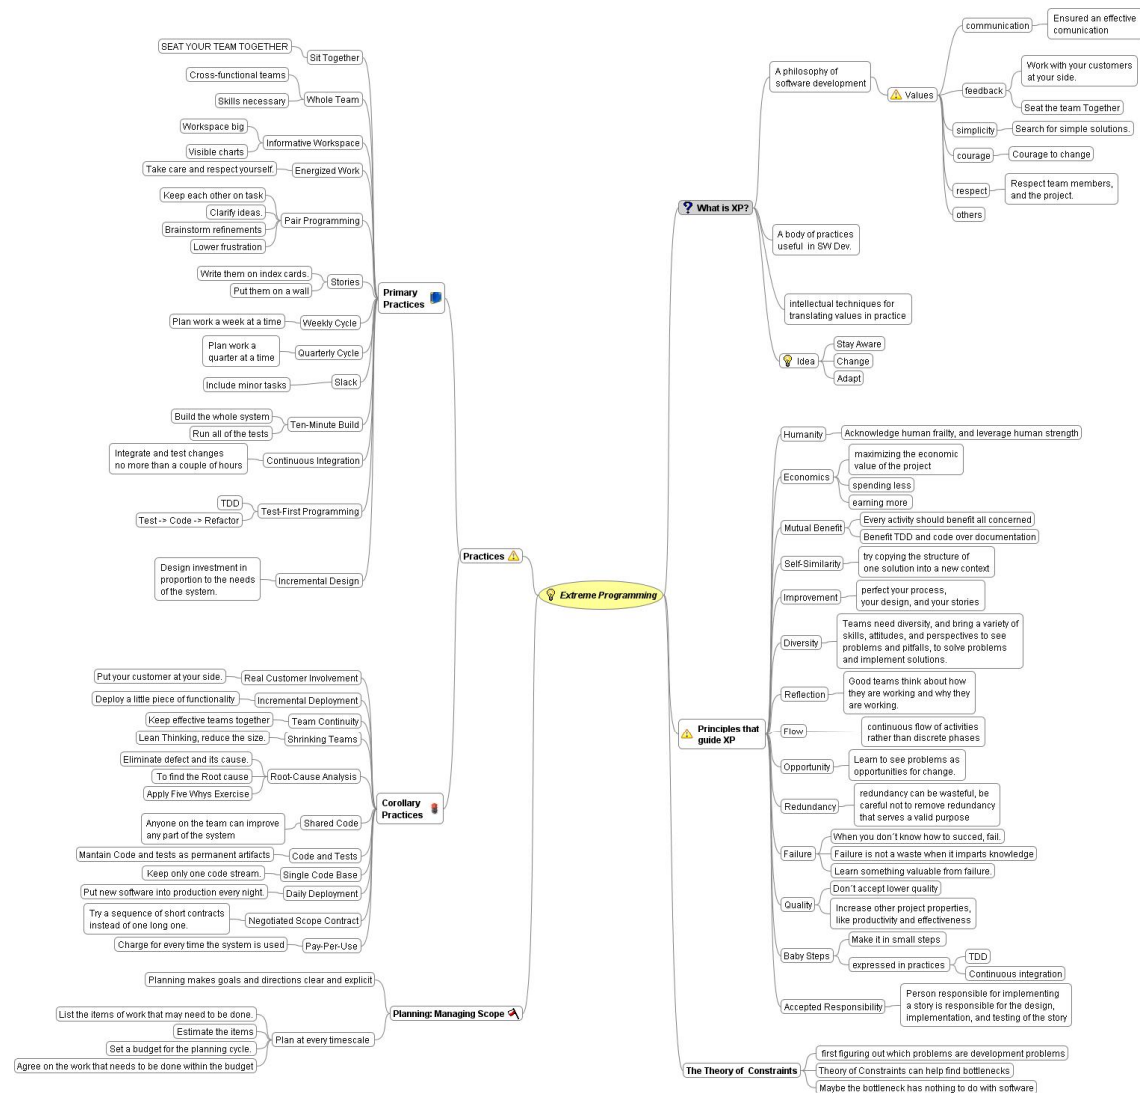 SEAT YOUR TEAM TOGETHER
Sit Together
Cross-functional teams
Skills necessary
Whole Team
Workspace big
Visible charts
Informative Workspace
Take care and respect yourself.
Energized Work
Keep each other on task
Clarify ideas.
Brainstorm refinements
Lower frustration
Pair Programming
Write them on index cards.
Put them on a wall
Stories
Plan work a week at a time
Weekly Cycle
Plan work a
quarter at a time
Quarterly Cycle
Include minor tasks
Slack
Build the whole system
Run all of the tests
Ten-Minute Build
Integrate and test changes
no more than a couple of hours
Continuous Integration
TDD
Test -> Code -> Refactor
Test-First Programming
Design investment in
proportion to the needs
of the system.
Incremental Design
Primary
Practices
Practices
Put your customer at your side.
Real Customer Involvement
Deploy a little piece of functionality
Incremental Deployment
Keep effective teams together
Team Continuity
Lean Thinking, reduce the size.
Shrinking Teams
Eliminate defect and its cause.
To find the Root cause
Apply Five Whys Exercise
Root-Cause Analysis
Anyone on the team can improve
any part of the system
Shared Code
Mantain Code and tests as permanent artifacts
Code and Tests
Keep only one code stream.
Single Code Base
Put new software into production every night.
Daily Deployment
Try a sequence of short contracts
instead of one long one.
Negotiated Scope Contract
Charge for every time the system is used
Pay-Per-Use
Corollary
Practices
Planning makes goals and directions clear and explicit
List the items of work that may need to be done.
Estimate the items
Set a budget for the planning cycle.
Agree on the work that needs to be done within the budget
Plan at every timescale
Planning: Managing Scope
Extreme Programming
What is XP?
A philosophy of
software development
Values
communication
Ensured an effective
comunication
feedback
Work with your customers
at your side.
Seat the team Together
simplicity
Search for simple solutions.
courage
Courage to change
respect
Respect team members,
and the project.
others
A body of practices
useful in SW Dev.
intellectual techniques for
translating values in practice
Idea
Stay Aware
Change
Adapt
Principles that
guide XP
Humanity
Acknowledge human frailty, and leverage human strength
Economics
maximizing the economic
value of the project
spending less
earning more
Mutual Benefit
Every activity should benefit all concerned
Benefit TDD and code over documentation
Self-Similarity
try copying the structure of
one solution into a new context
Improvement
perfect your process,
your design, and your stories
Diversity
Teams need diversity, and bring a variety of
skills, attitudes, and perspectives to see
problems and pitfalls, to solve problems
and implement solutions.
Reflection
Good teams think about how
they are working and why they
are working.
Flow
continuous flow of activities
rather than discrete phases
Opportunity
Learn to see problems as
opportunities for change.
Redundancy
redundancy can be wasteful, be
careful not to remove redundancy
that serves a valid purpose
Failure
When you don´t know how to succed, fail.
Failure is not a waste when it imparts knowledge
Learn something valuable from failure.
Quality
Don´t accept lower quality
Increase other project properties,
like productivity and effectiveness
Baby Steps
Make it in small steps
expressed in practices
TDD
Continuous integration
Accepted Responsibility
Person responsible for implementing
a story is responsible for the design,
implementation, and testing of the story
The Theory of Constraints
first figuring out which problems are development problems
Theory of Constraints can help find bottlenecks
Maybe the bottleneck has nothing to do with software